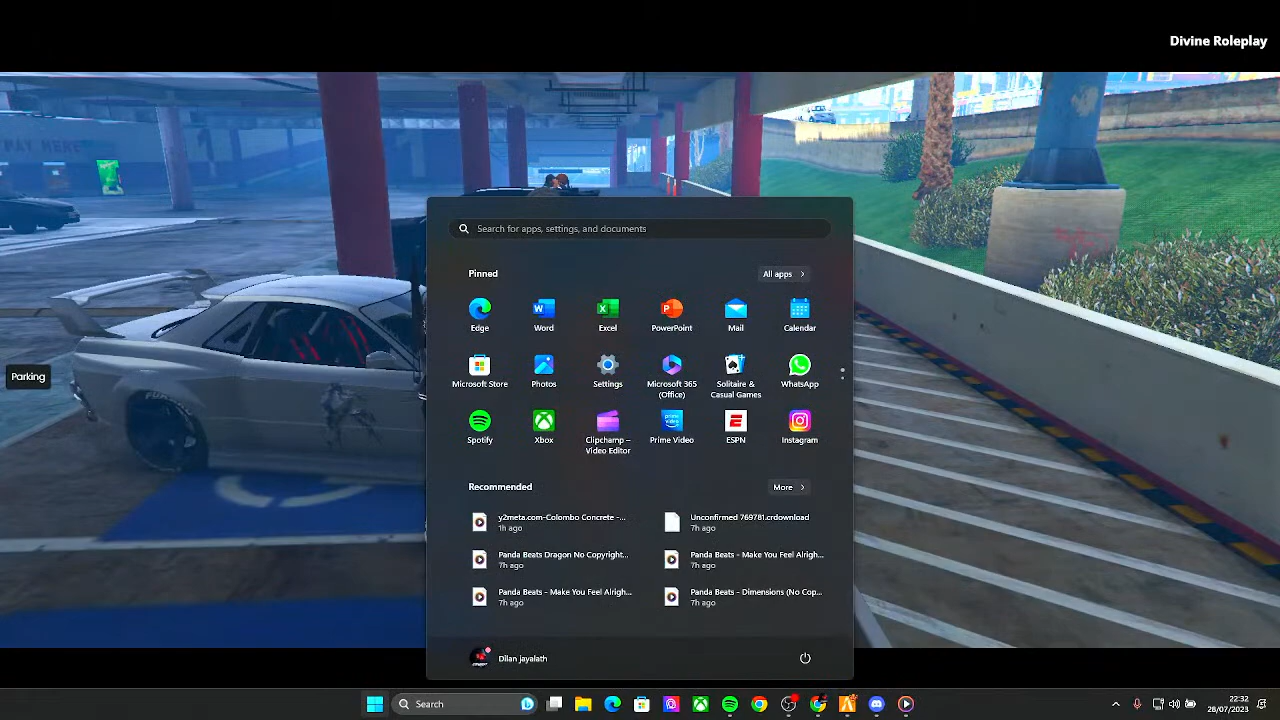 Divine Roleplay
PAY HERE
Parking
Search for apps, settings, and documents
Pinned
All apps
Edge
Word
Excel
PowerPoint
Mail
Calendar
Microsoft Store
Photos
Settings
Microsoft 365
(Office)
Solitaire &
Casual Games
WhatsApp
Spotify
Xbox
Clipchamp –
Video Editor
Prime Video
ESPN
Instagram
Recommended
More
y2meta.com-Colombo Concrete -...
1h ago
Unconfirmed 769781.crdownload
7h ago
Panda Beats Dragon No Copyright...
7h ago
Panda Beats - Make You Feel Alrigh...
7h ago
Panda Beats - Make You Feel Alrigh...
7h ago
Panda Beats - Dimensions (No Cop...
7h ago
Dilan jayalath
Search
22:32
28/07/2023